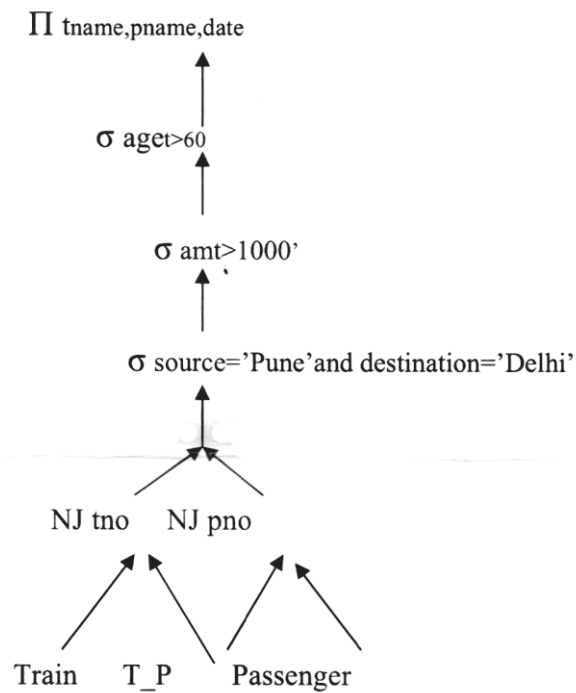 Π tname,pname,date
σ aget>60
σ amt>1000’
σ source=’Pune’and destination=’Delhi’
NJ tno NJ pno
Train T_P Passenger